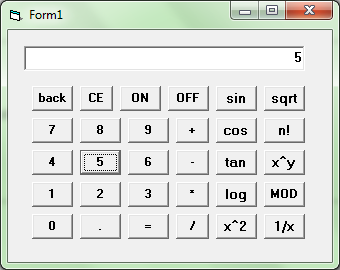 Form1
5
back CE ON OFF sin sqrt
7 8 9 + cos n!
4 5 6 - tan x^y
1 2 3 * log MOD
0 . = / x^2 1/x